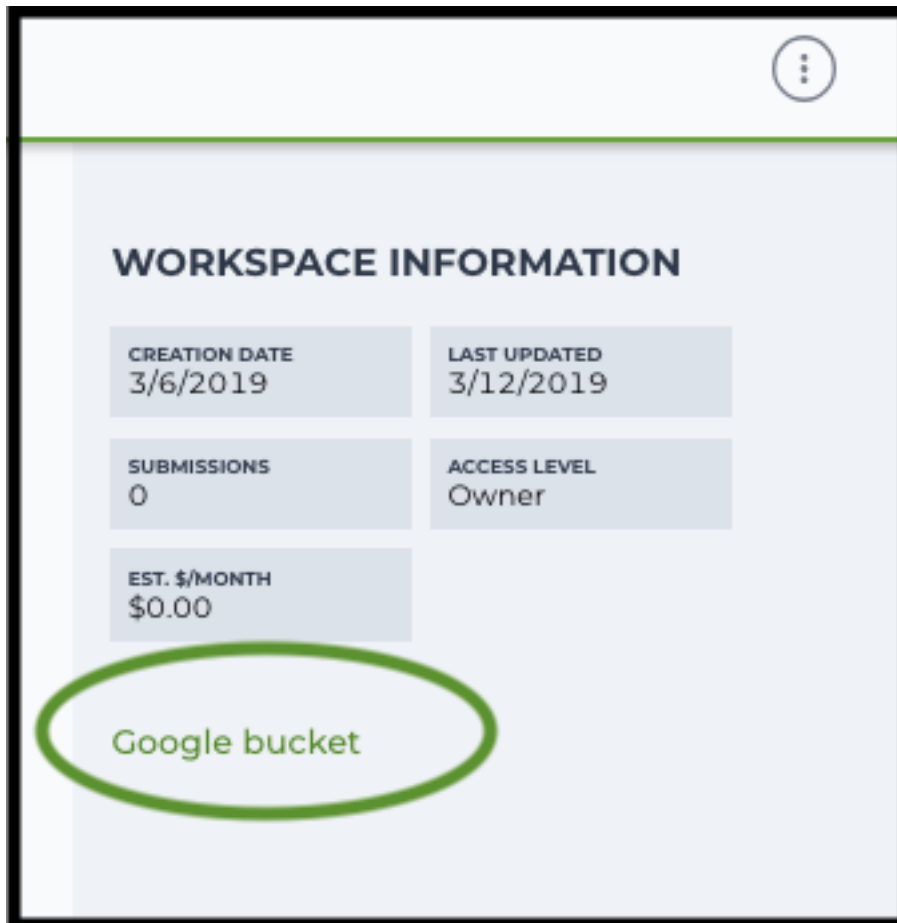 WORKSPACE INFORMATION
CREATION DATE
3/6/2019
LAST UPDATED
3/12/2019
SUBMISSIONS
0
ACCESS LEVEL
Owner
EST. $/MONTH
$0.00
Google bucket